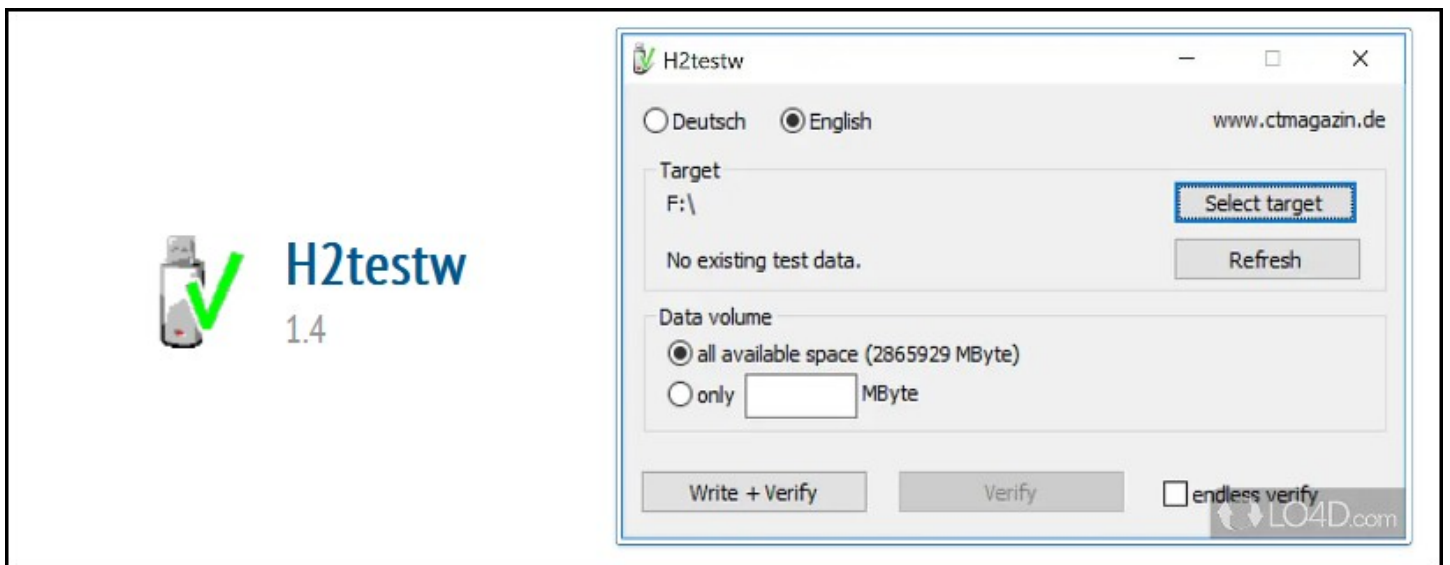 H2testw
1.4
H2testw
Deutsch English www.ctmagazin.de
Target
F:\ Select target
No existing test data. Refresh
Data volume
all available space (2865929 MByte)
only MByte
Write + Verify Verify endless verify
LO4D.com